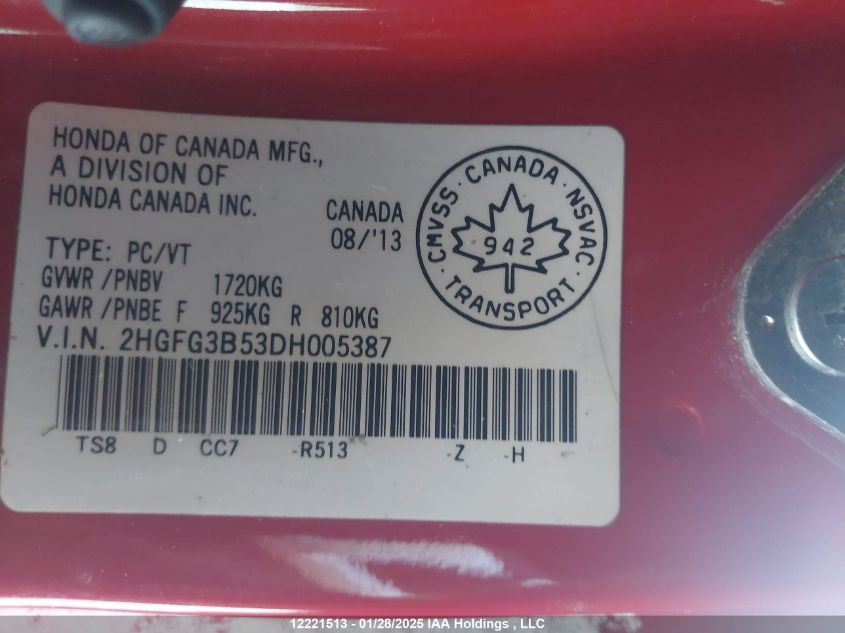 HONDA OF CANADA MFG.,
A DIVISION OF
HONDA CANADA INC.
CANADA
08/'13
TYPE: PC/VT
GVWR /PNBV 1720KG
GAWR /PNBE F 925KG R 810KG
V.I.N. 2HGFG3B53DH005387
TS8 D CC7 -R513 -Z -H
CMVSS · CANADA · NSVAC
942
· TRANSPORT ·
12221513 - 01/28/2025 IAA Holdings , LLC